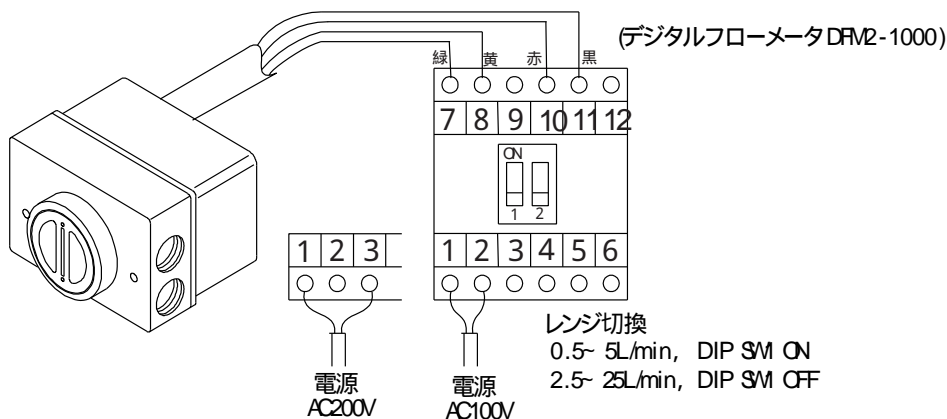 (デジタルフローメータDFM2-1000)
緑 黄 赤 黒
7 8 9 10 11 12
ON
1 2
1 2 3
1 2 3 4 5 6
レンジ切換
0.5~ 5L/min, DIP SW1 ON
2.5~ 25L/min, DIP SW1 OFF
電源
AC200V
電源
AC100V